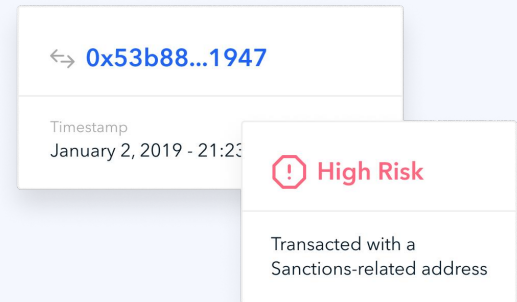 0x53b88...1947
Timestamp
January 2, 2019 - 21:23
High Risk
Transacted with a
Sanctions-related address